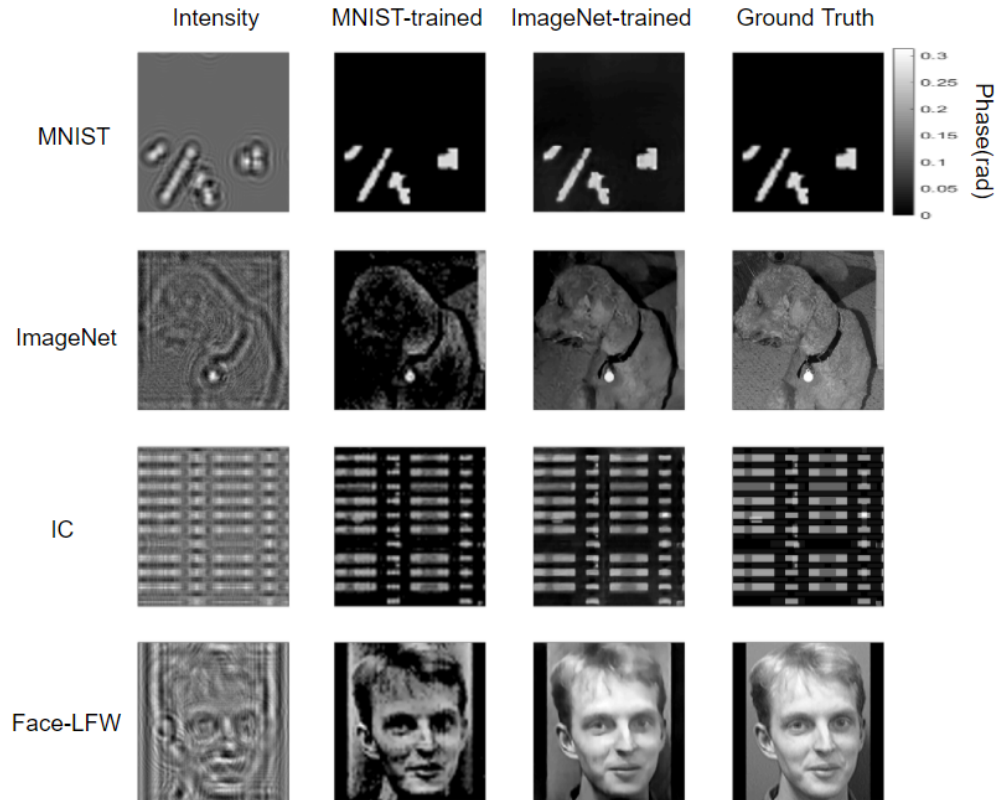 Intensity MNIST-trained ImageNet-trained Ground Truth
MNIST
0.3
0.25
0.2
0.15
0.1
0.05
0
Phase(rad)
ImageNet
IC
Face-LFW